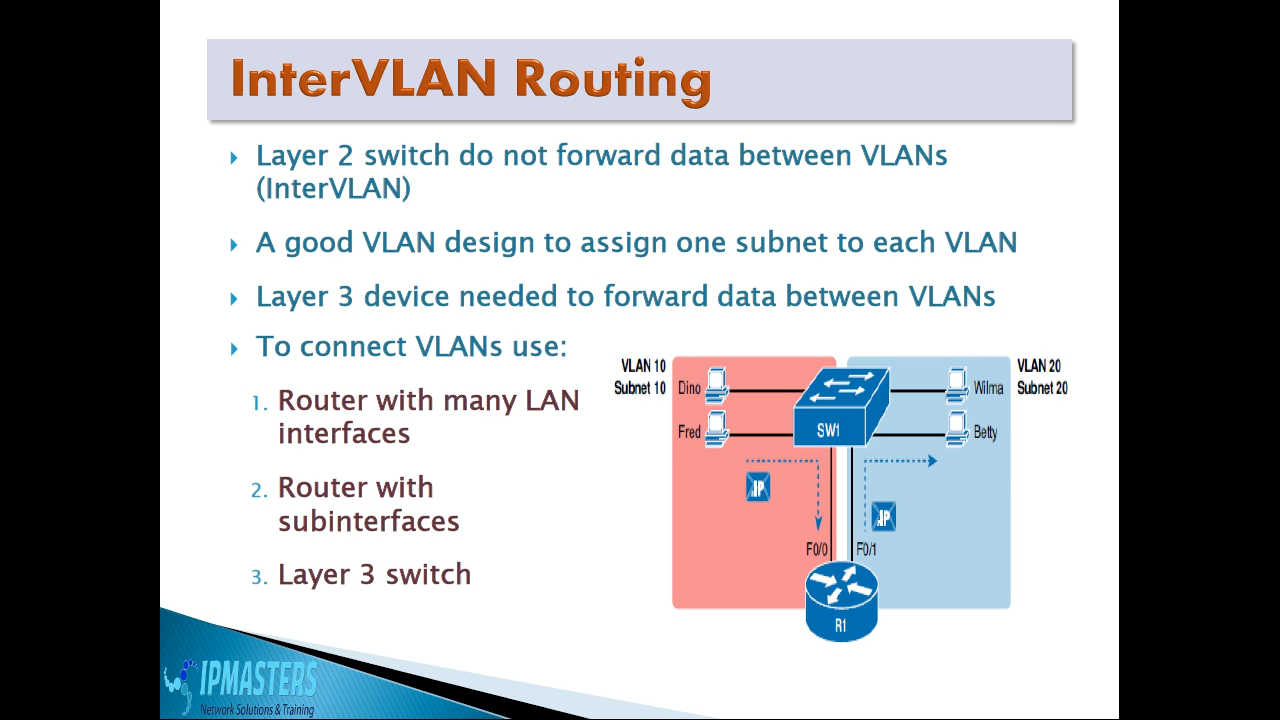 InterVLAN Routing
Layer 2 switch do not forward data between VLANs
(InterVLAN)
A good VLAN design to assign one subnet to each VLAN
Layer 3 device needed to forward data between VLANs
To connect VLANs use:
1. Router with many LAN
interfaces
2. Router with
subinterfaces
3. Layer 3 switch
VLAN 10
Subnet 10
Dino
Fred
SW1
Wilma
Betty
VLAN 20
Subnet 20
IP
IP
F0/0
F0/1
R1
IPMASTERS
Network Solutions & Training